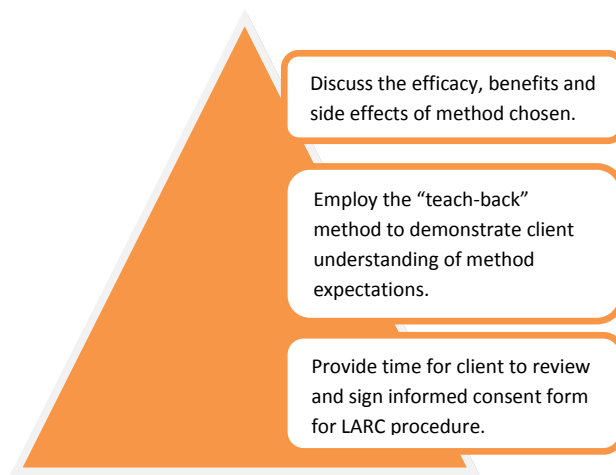 Discuss the efficacy, benefits and
side effects of method chosen.
Employ the “teach-back”
method to demonstrate client
understanding of method
expectations.
Provide time for client to review
and sign informed consent form
for LARC procedure.